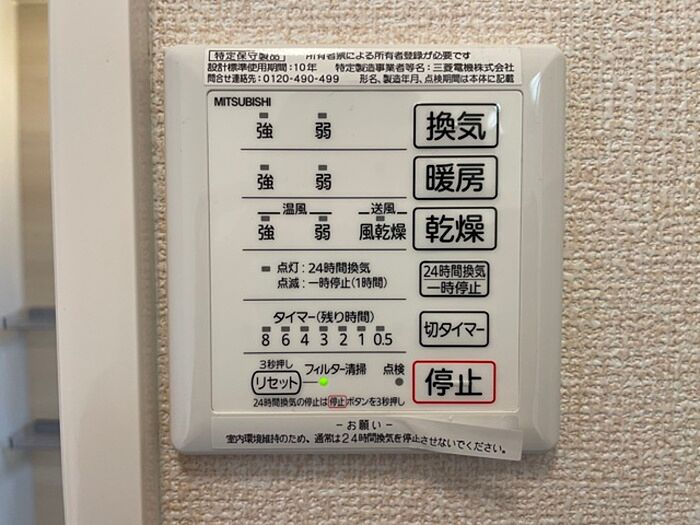 特定保守製品 所有者票による所有者登録が必要です
設計標準使用期間:10年 特定製造事業者等名:三菱電機株式会社
問合せ連絡先:0120-490-499 形名、製造年月、点検期間は本体に記載
MITSUBISHI
強 弱 換気
強 弱 暖房
温風 送風
強 弱 風乾燥 乾燥
点灯:24時間換気
点滅:一時停止(1時間)
24時間換気
一時停止
タイマー(残り時間)
8 6 4 3 2 1 0.5
切タイマー
3秒押し
リセット フィルター清掃 点検
停止
24時間換気の停止は停止ボタンを3秒押し
－お願い－
室内環境維持のため、通常は24時間換気を停止させないでください。